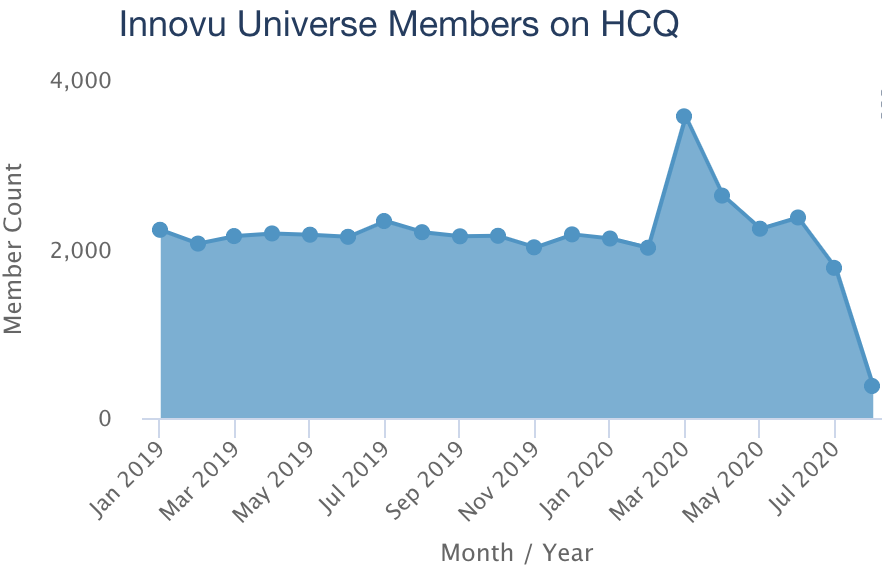 Innovu Universe Members on HCQ
4,000
2,000
0
Member Count
Jan 2019
Mar 2019
May 2019
Jul 2019
Sep 2019
Nov 2019
Jan 2020
Mar 2020
May 2020
Jul 2020
Month / Year